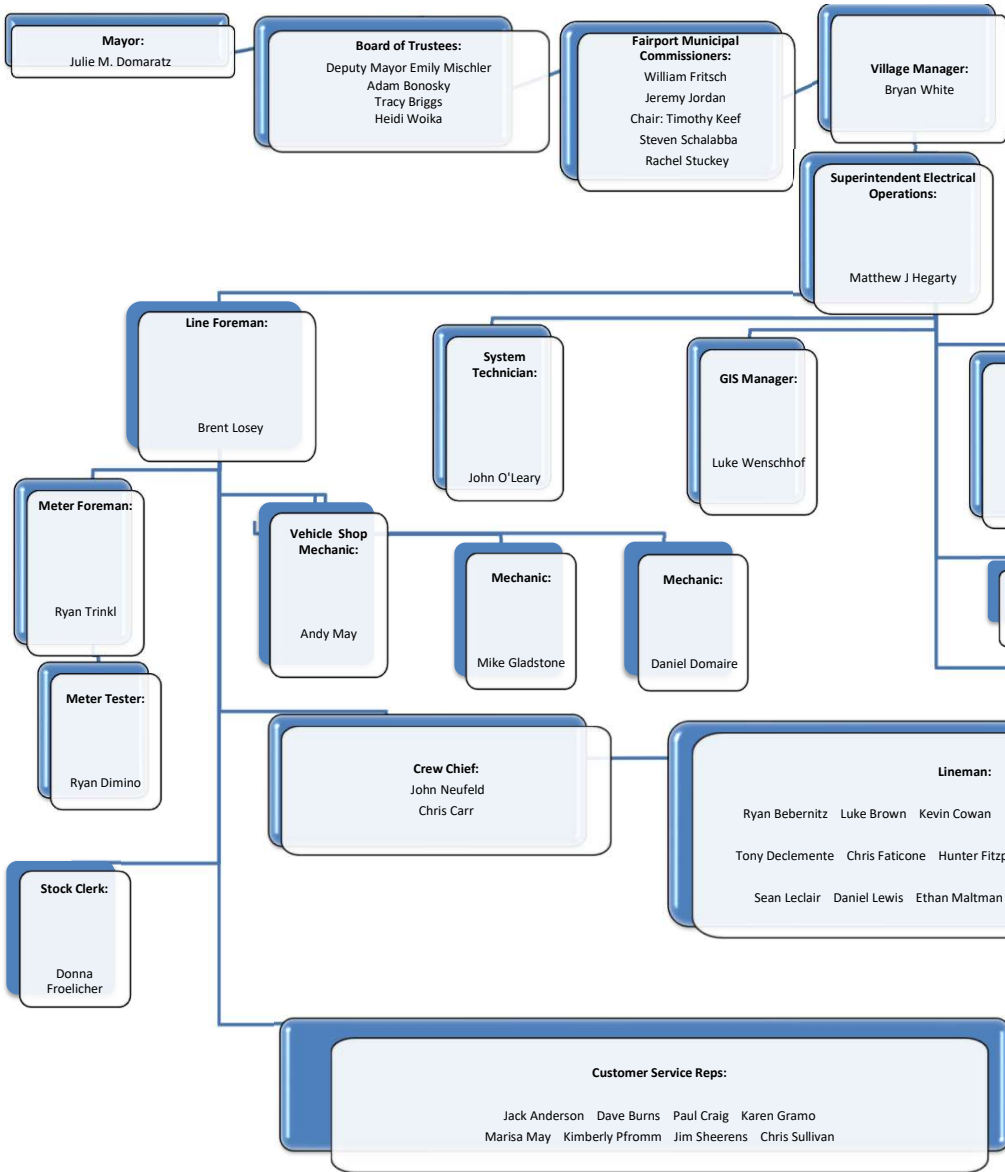 Mayor:
Julie M. Domaratz
Board of Trustees:
Deputy Mayor Emily Mischler
Adam Bonosky
Tracy Briggs
Heidi Woika
Fairport Municipal
Commissioners:
William Fritsch
Jeremy Jordan
Chair: Timothy Keef
Steven Schalabba
Rachel Stuckey
Village Manager:
Bryan White
Superintendent Electrical
Operations:
Matthew J Hegarty
Line Foreman:
Brent Losey
System
Technician:
John O'Leary
GIS Manager:
Luke Wenschhof
Meter Foreman:
Ryan Trinkl
Vehicle Shop
Mechanic:
Andy May
Mechanic:
Mike Gladstone
Mechanic:
Daniel Domaire
Meter Tester:
Ryan Dimino
Crew Chief:
John Neufeld
Chris Carr
Lineman:
Ryan Bebernitz Luke Brown Kevin Cowan
Tony Declemente Chris Faticone Hunter
Sean Leclair Daniel Lewis Ethan Maltman
Stock Clerk:
Donna
Froelicher
Customer Service Reps:
Jack Anderson Dave Burns Paul Craig Karen Gramo
Marisa May Kimberly Pfromm Jim Sheerens Chris Sullivan